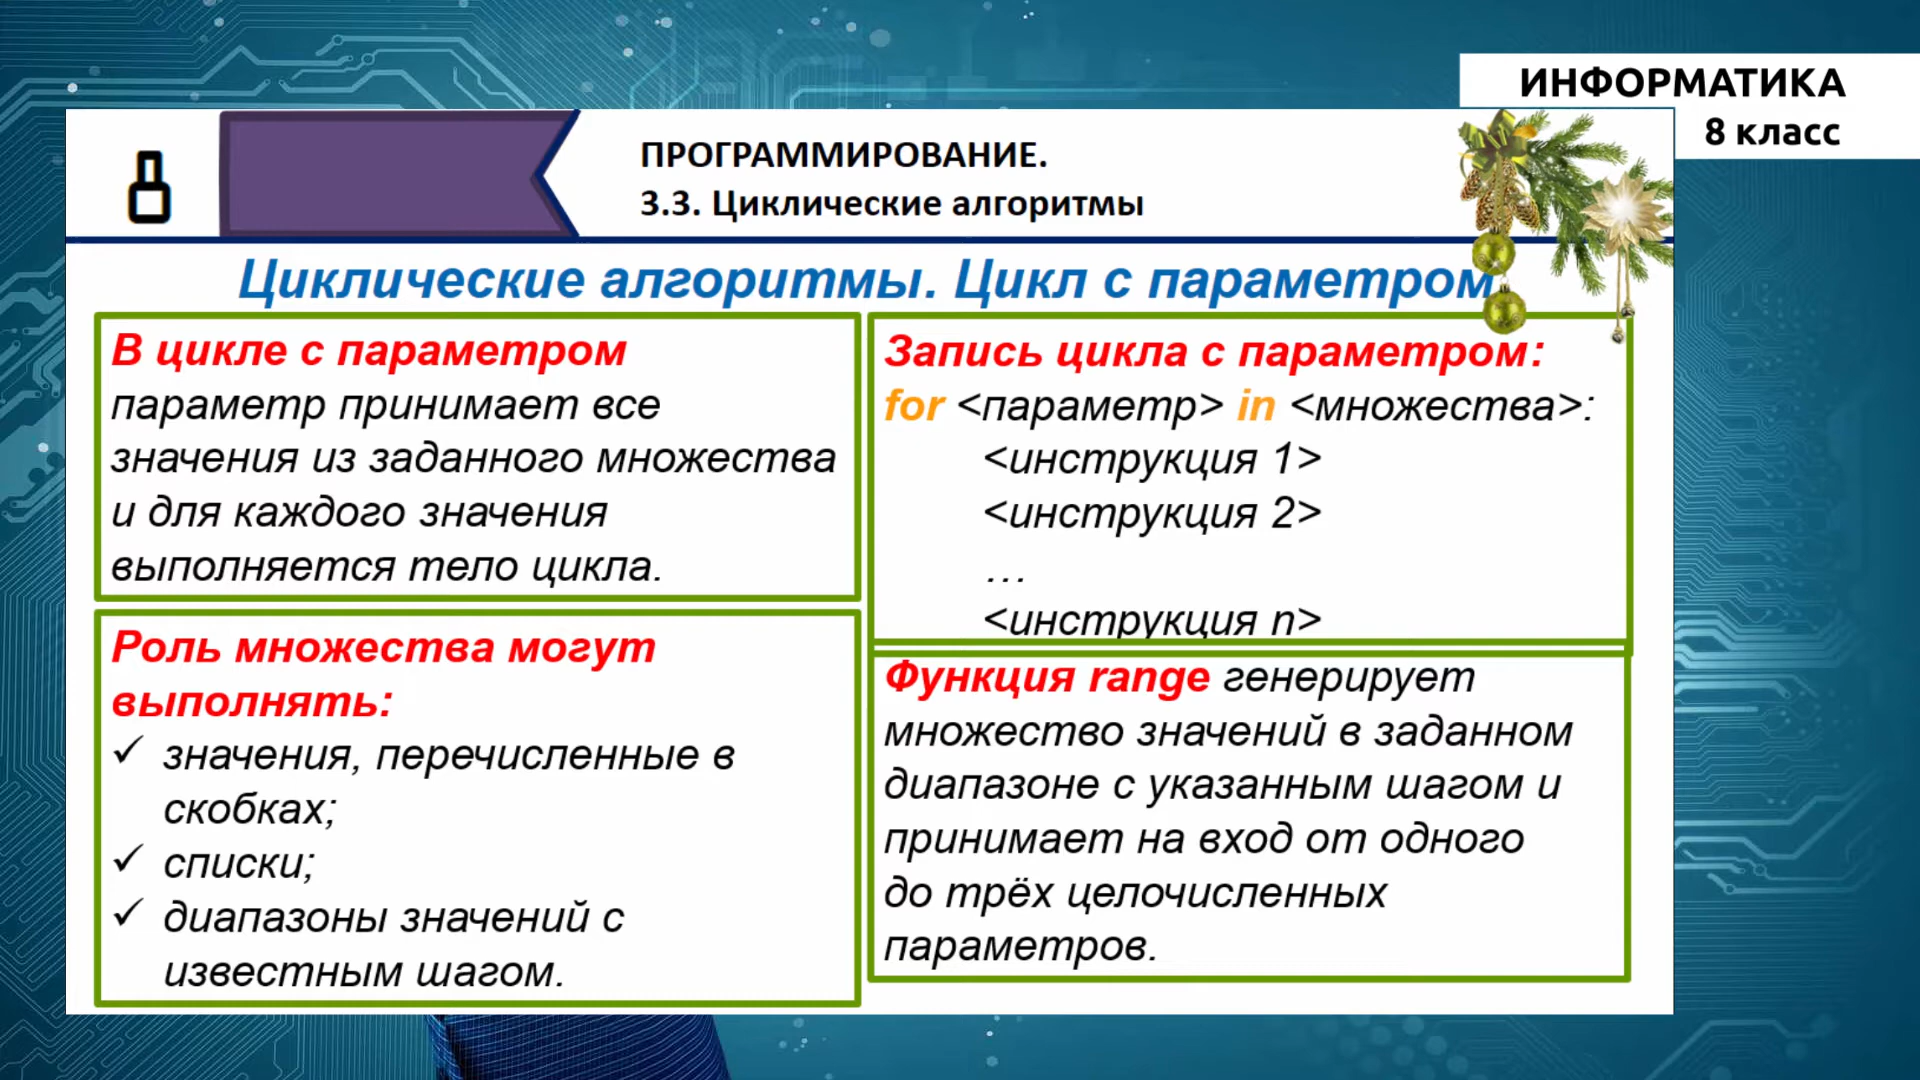 ИНФОРМАТИКА
8 класс
8
ПРОГРАММИРОВАНИЕ.
3.3. Циклические алгоритмы
Циклические алгоритмы. Цикл с параметром
В цикле с параметром
параметр принимает все
значения из заданного множества
и для каждого значения
выполняется тело цикла.
Роль множества могут
выполнять:
✓ значения, перечисленные в
скобках;
✓ списки;
✓ диапазоны значений с
известным шагом.
Запись цикла с параметром:
for <параметр> in <множества>:
<инструкция 1>
<инструкция 2>
…
<инструкция n>
Функция range генерирует
множество значений в заданном
диапазоне с указанным шагом и
принимает на вход от одного
до трёх целочисленных
параметров.